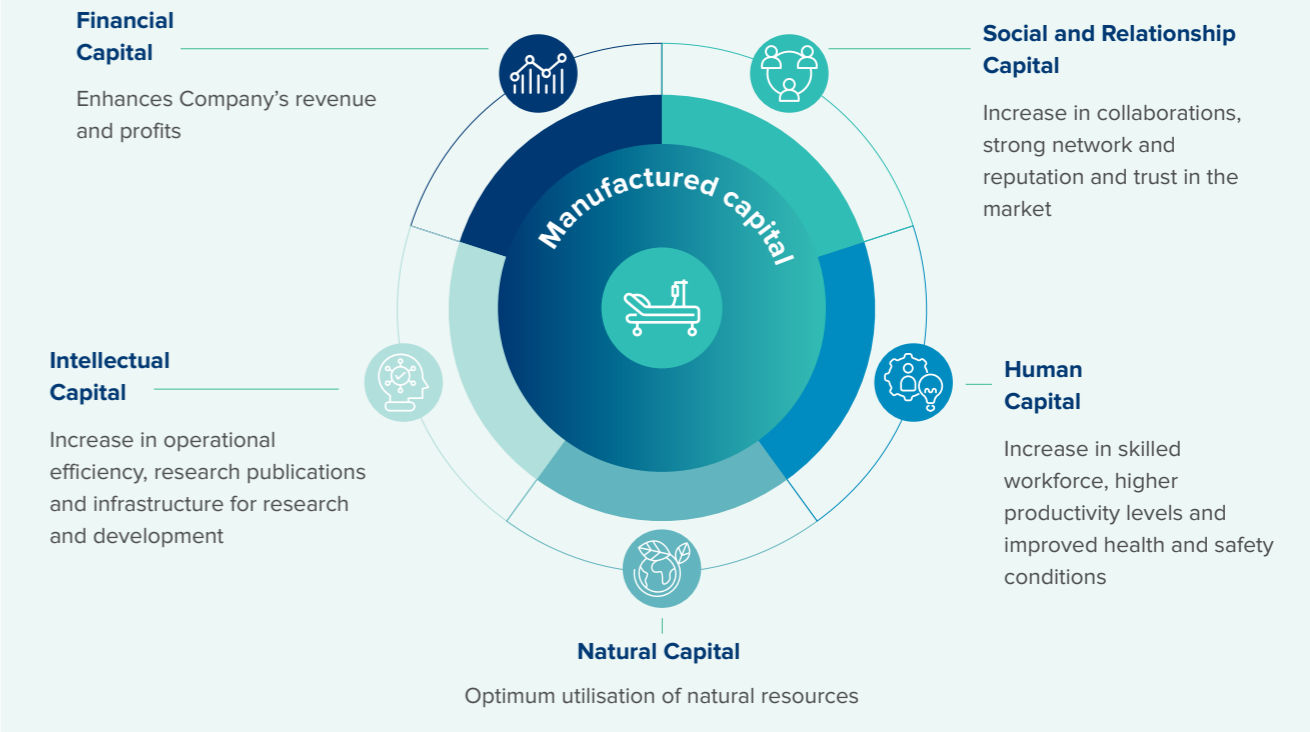 Financial
Capital
Enhances Company’s revenue
and profits
Social and Relationship
Capital
Increase in collaborations,
strong network and
reputation and trust in the
market
Manufactured capital
Intellectual
Capital
Increase in operational
efficiency, research publications
and infrastructure for research
and development
Human
Capital
Increase in skilled
workforce, higher
productivity levels and
improved health and safety
conditions
Natural Capital
Optimum utilisation of natural resources